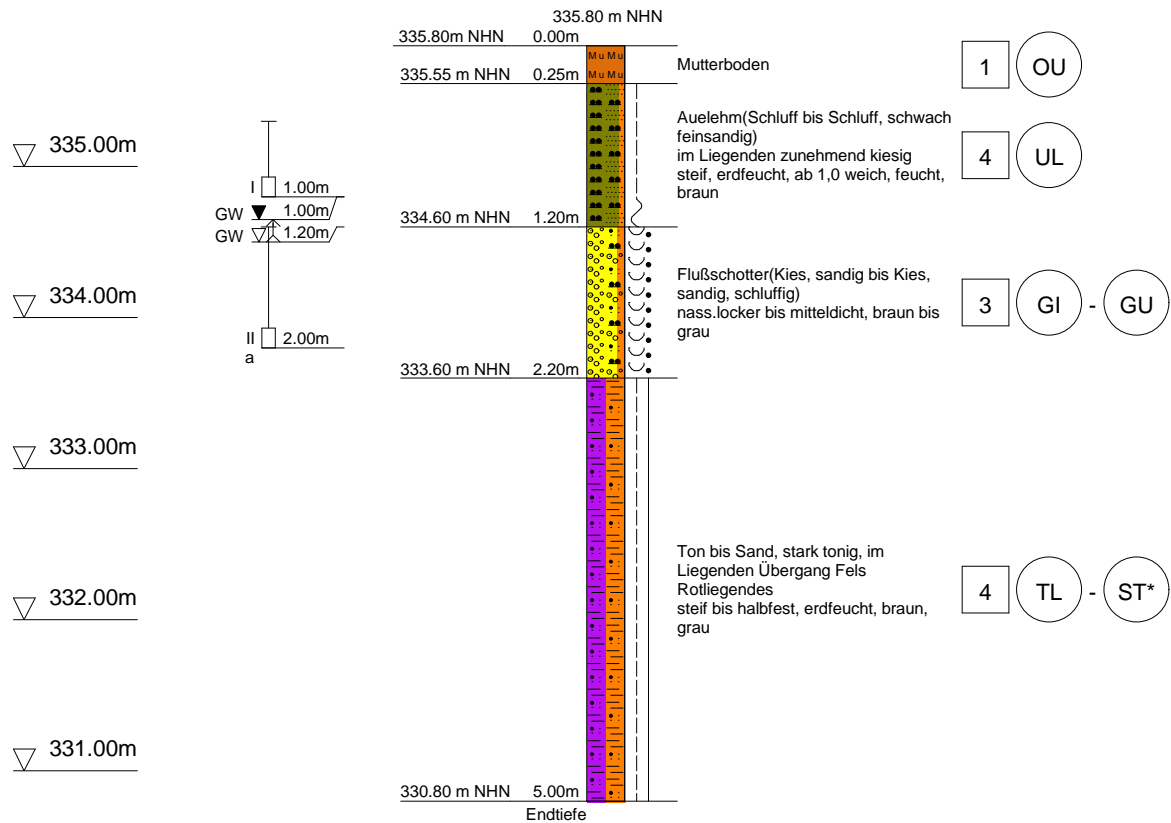 335.80 m NHN
335.80m NHN 0.00m
Mu Mu
Mu Mu
Mutterboden
1 OU
335.55 m NHN 0.25m
335.00m
Auelehm(Schluff bis Schluff, schwach
feinsandig)
im Liegenden zunehmend kiesig
steif, erdfeucht, ab 1,0 weich, feucht,
braun
4 UL
I 1.00m
GW 1.00m
GW 1.20m
334.60 m NHN 1.20m
334.00m
Flußschotter(Kies, sandig bis Kies,
sandig, schluffig)
nass.locker bis mitteldicht, braun bis
grau
3 GI - GU
II 2.00m
a
333.60 m NHN 2.20m
333.00m
Ton bis Sand, stark tonig, im
Liegenden Übergang Fels
Rotliegendes
steif bis halbfest, erdfeucht, braun,
grau
4 TL - ST*
332.00m
331.00m
330.80 m NHN 5.00m
Endtiefe